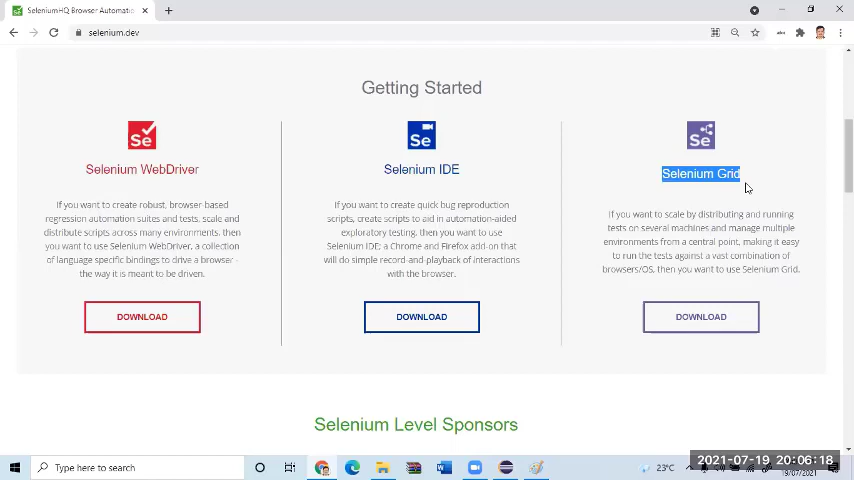 SeleniumHQ Browser Automatio
selenium.dev
Getting Started
Se
Se
Se
Selenium WebDriver
Selenium IDE
Selenium Grid
If you want to create robust, browser-based
regression automation suites and tests, scale and
distribute scripts across many environments, then
you want to use Selenium WebDriver, a collection
of language specific bindings to drive a browser -
the way it is meant to be driven.
If you want to create quick bug reproduction
scripts, create scripts to aid in automation-aided
exploratory testing, then you want to use
Selenium IDE; a Chrome and Firefox add-on that
will do simple record-and-playback of interactions
with the browser.
If you want to scale by distributing and running
tests on several machines and manage multiple
environments from a central point, making it easy
to run the tests against a vast combination of
browsers/OS, then you want to use Selenium Grid.
DOWNLOAD
DOWNLOAD
DOWNLOAD
Selenium Level Sponsors
Type here to search
23°C
2021-07-19 20:06:18